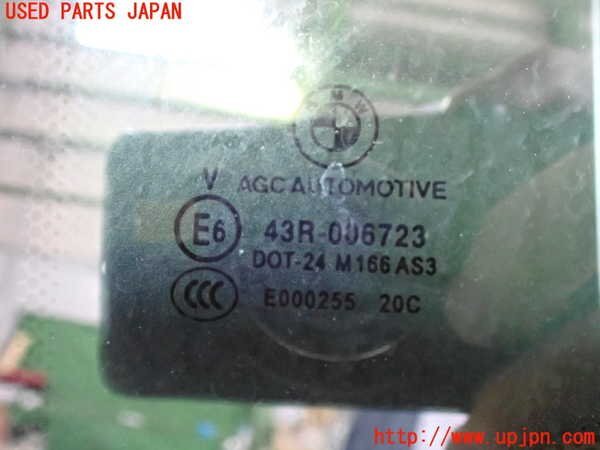 USED PARTS JAPAN
BMW
V AGC AUTOMOTIVE
E6 43R-006723
DOT-24 M166 AS3
CCC E000255 20C
http://www.upjpn.com/